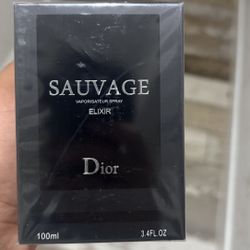 SAUVAGE
VAPORISATEUR SPRAY
ELIXIR
Dior
100ml 3.4FL.OZ